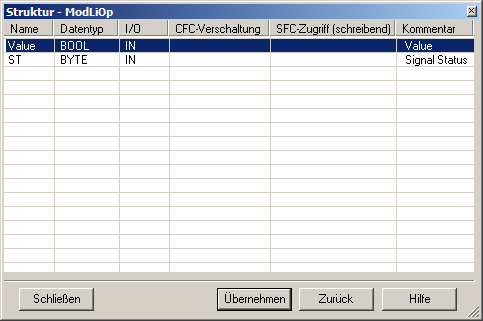 Struktur - ModLiOp
Name Datentyp I/O CFC-Verschaltung SFC-Zugriff (schreibend) Kommentar
Value BOOL IN Value
ST BYTE IN Signal Status
Schließen Übernehmen Zurück Hilfe